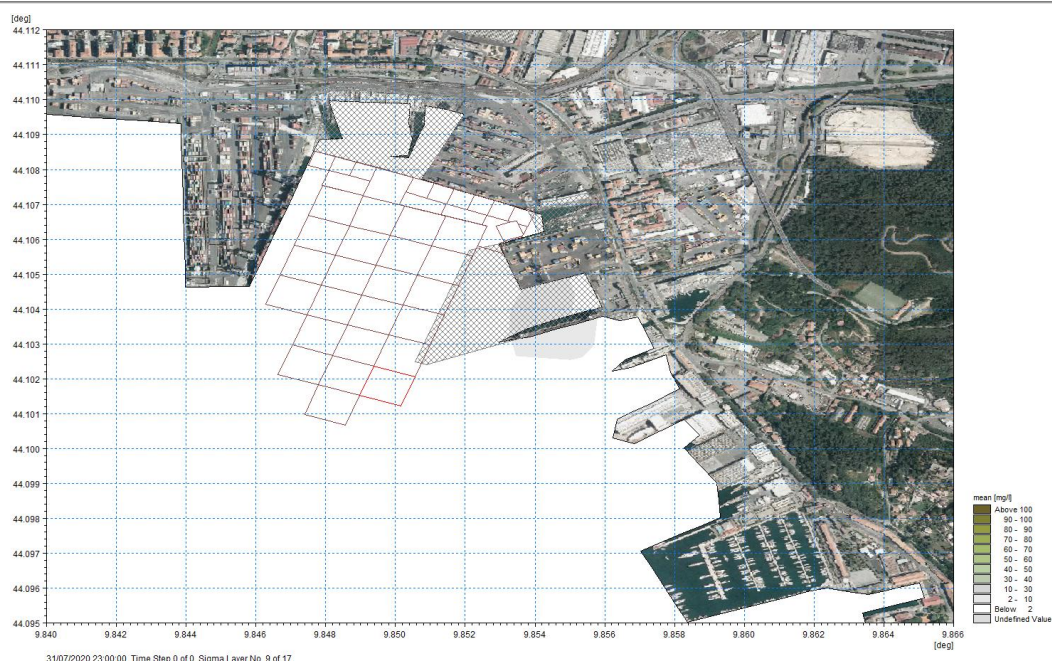 [deg]
44.112
44.111
44.110
44.109
44.108
44.107
44.106
44.105
44.104
44.103
44.102
44.101
44.100
44.099
44.098
44.097
44.096
44.095
9.840 9.842 9.844 9.846 9.848 9.850 9.852 9.854 9.856 9.858 9.860 9.862 9.864 9.866
[deg]
mean [mg/l]
Above 100
90 - 100
80 - 90
70 - 80
60 - 70
50 - 60
40 - 50
30 - 40
10 - 30
2 - 10
Below 2
Undefined Value
31/07/2020 23:00:00 Time Step 0 of 0. Sigma Layer No. 9 of 17